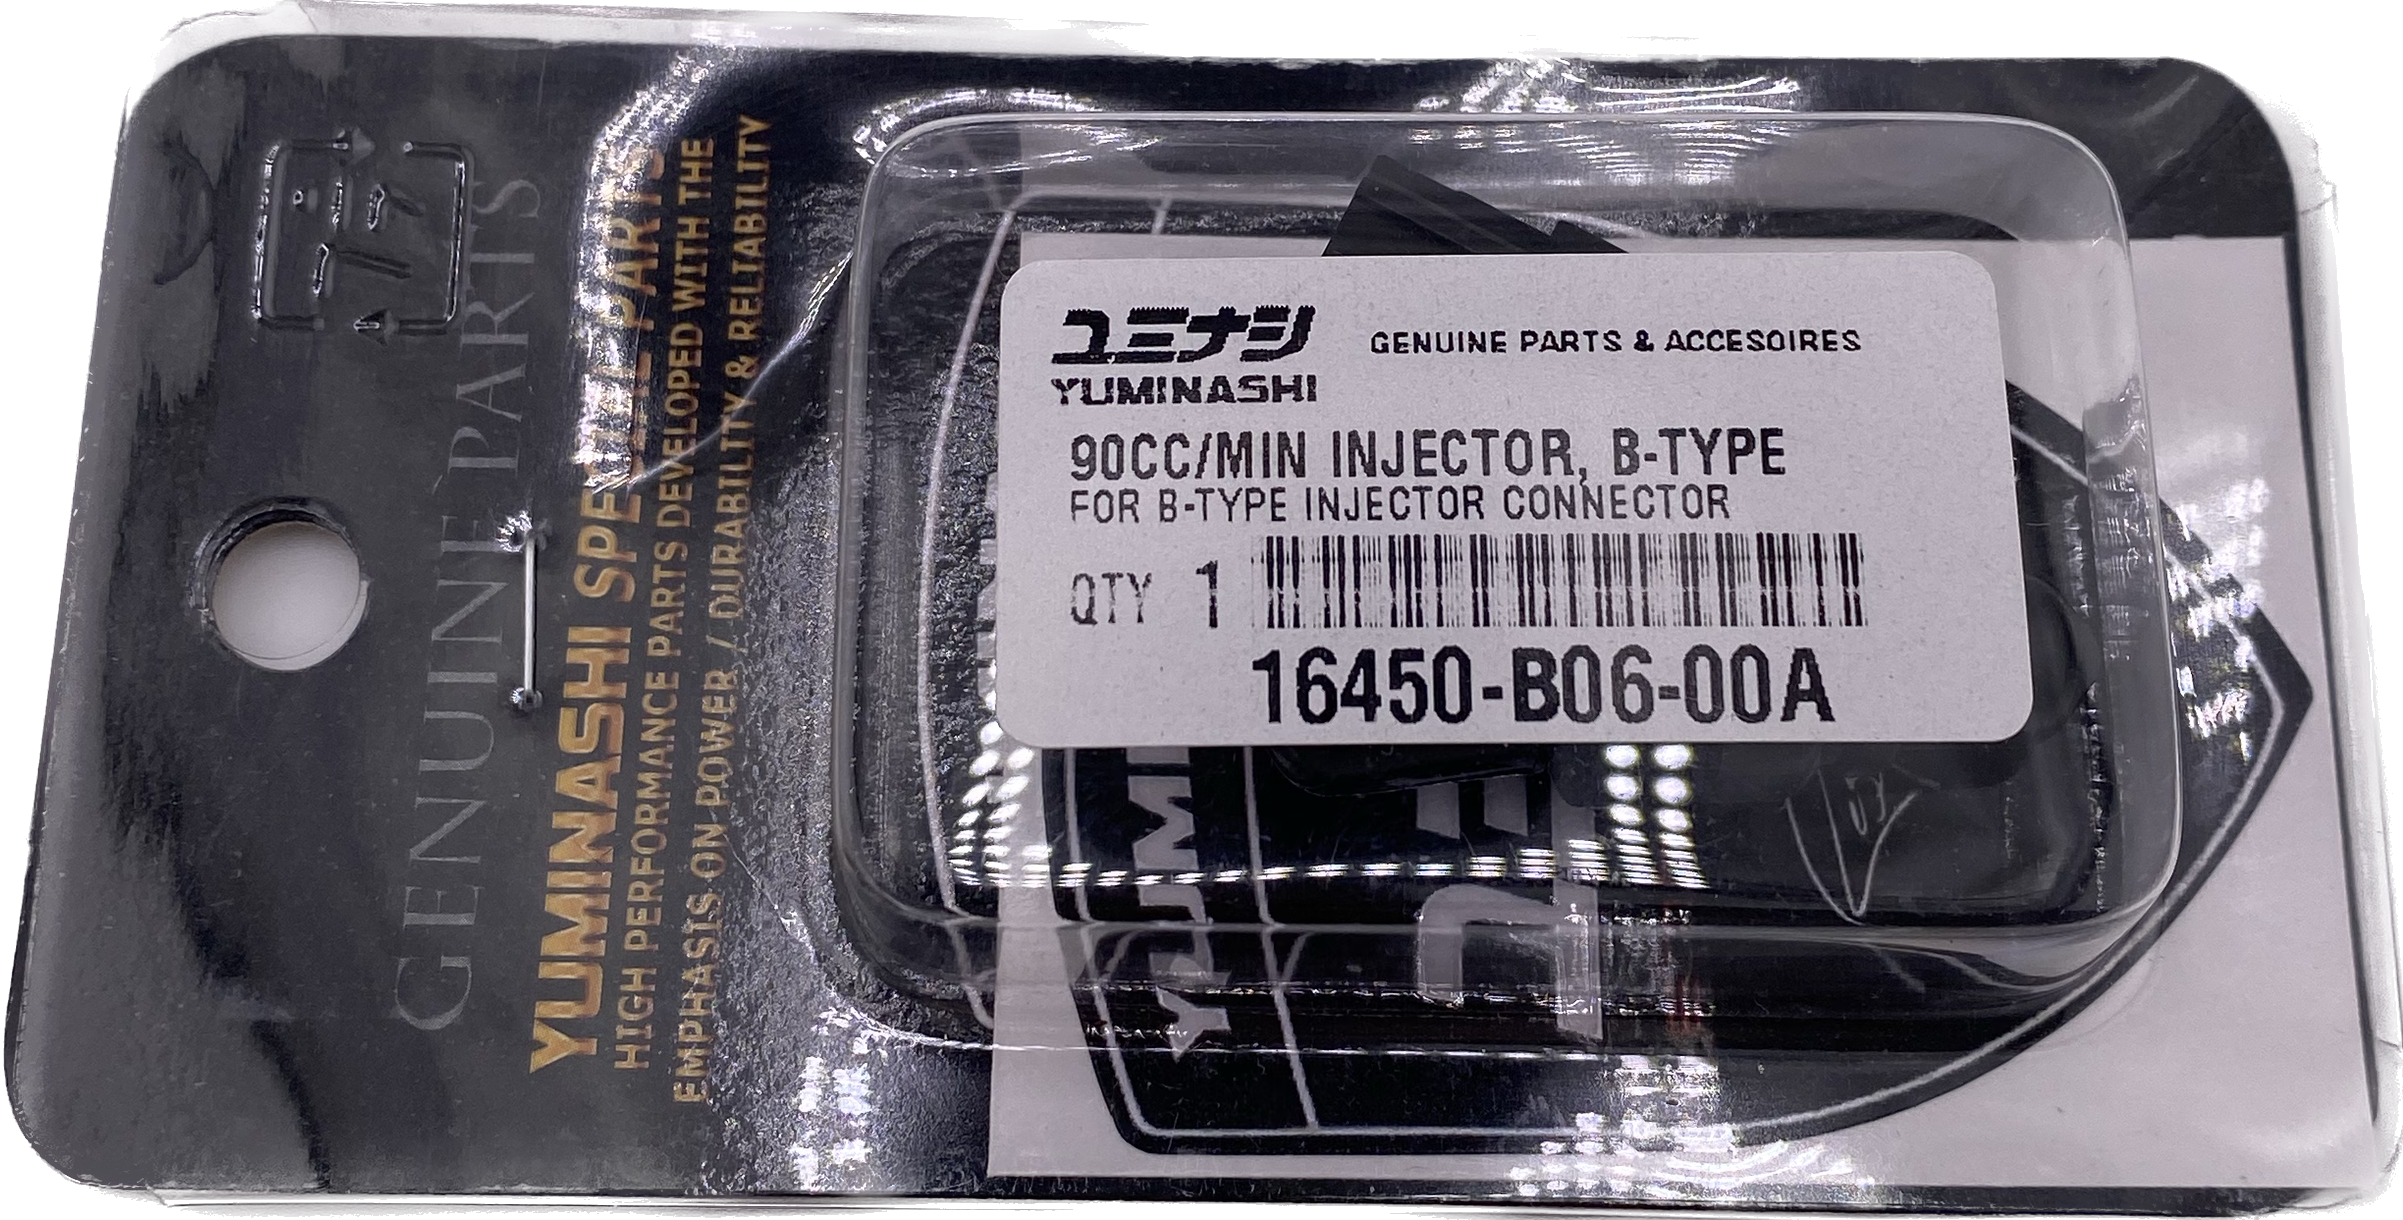 ユミナシ
YUMINASHI
GENUINE PARTS & ACCESOIRES
90CC/MIN INJECTOR, B-TYPE
FOR B-TYPE INJECTOR CONNECTOR
QTY 1
16450-B06-00A
GENUINE PARTS
YUMINASHI SPECIAL PARTS
HIGH PERFORMANCE PARTS DEVELOPED WITH THE
EMPHASIS ON POWER / DURABILITY & RELIABILITY